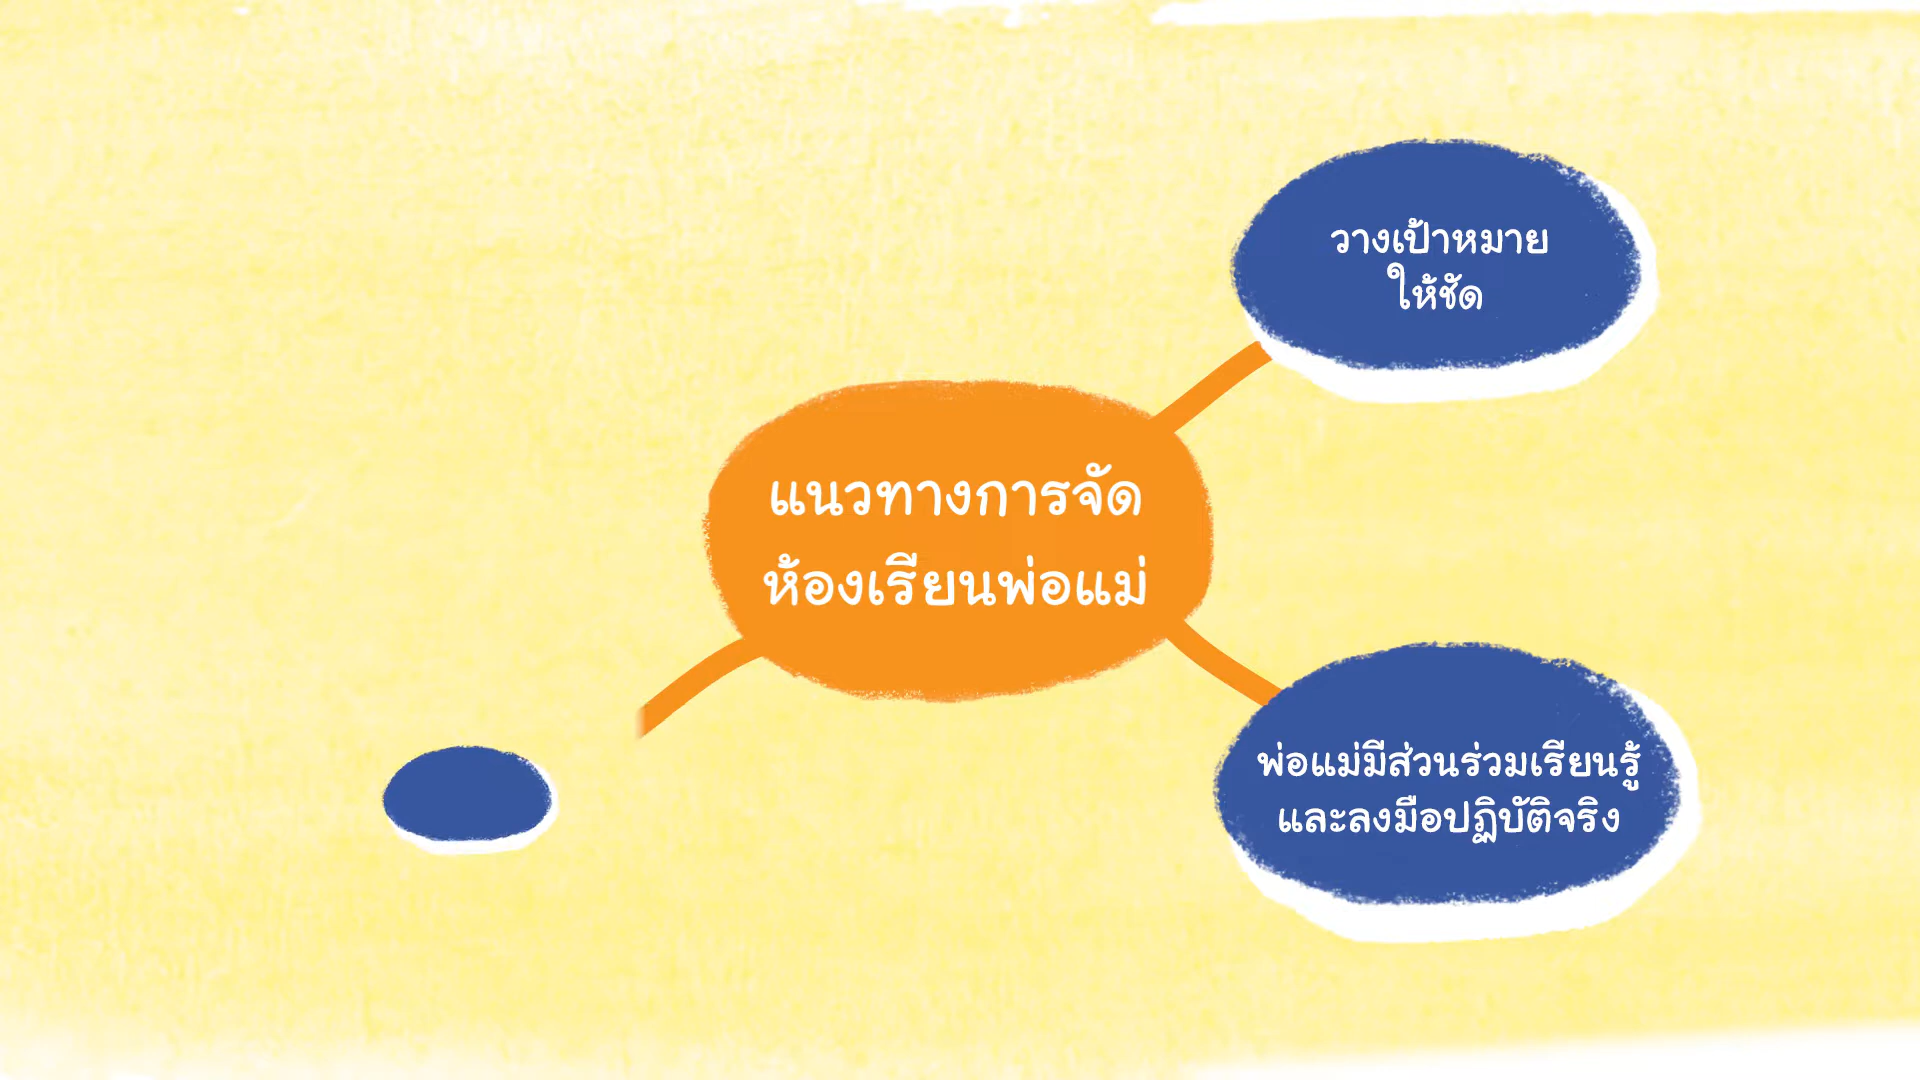 แนวทางการจัด
ห้องเรียนพ่อแม่
วางเป้าหมาย
ให้ชัด
พ่อแม่มีส่วนร่วมเรียนรู้
และลงมือปฏิบัติจริง